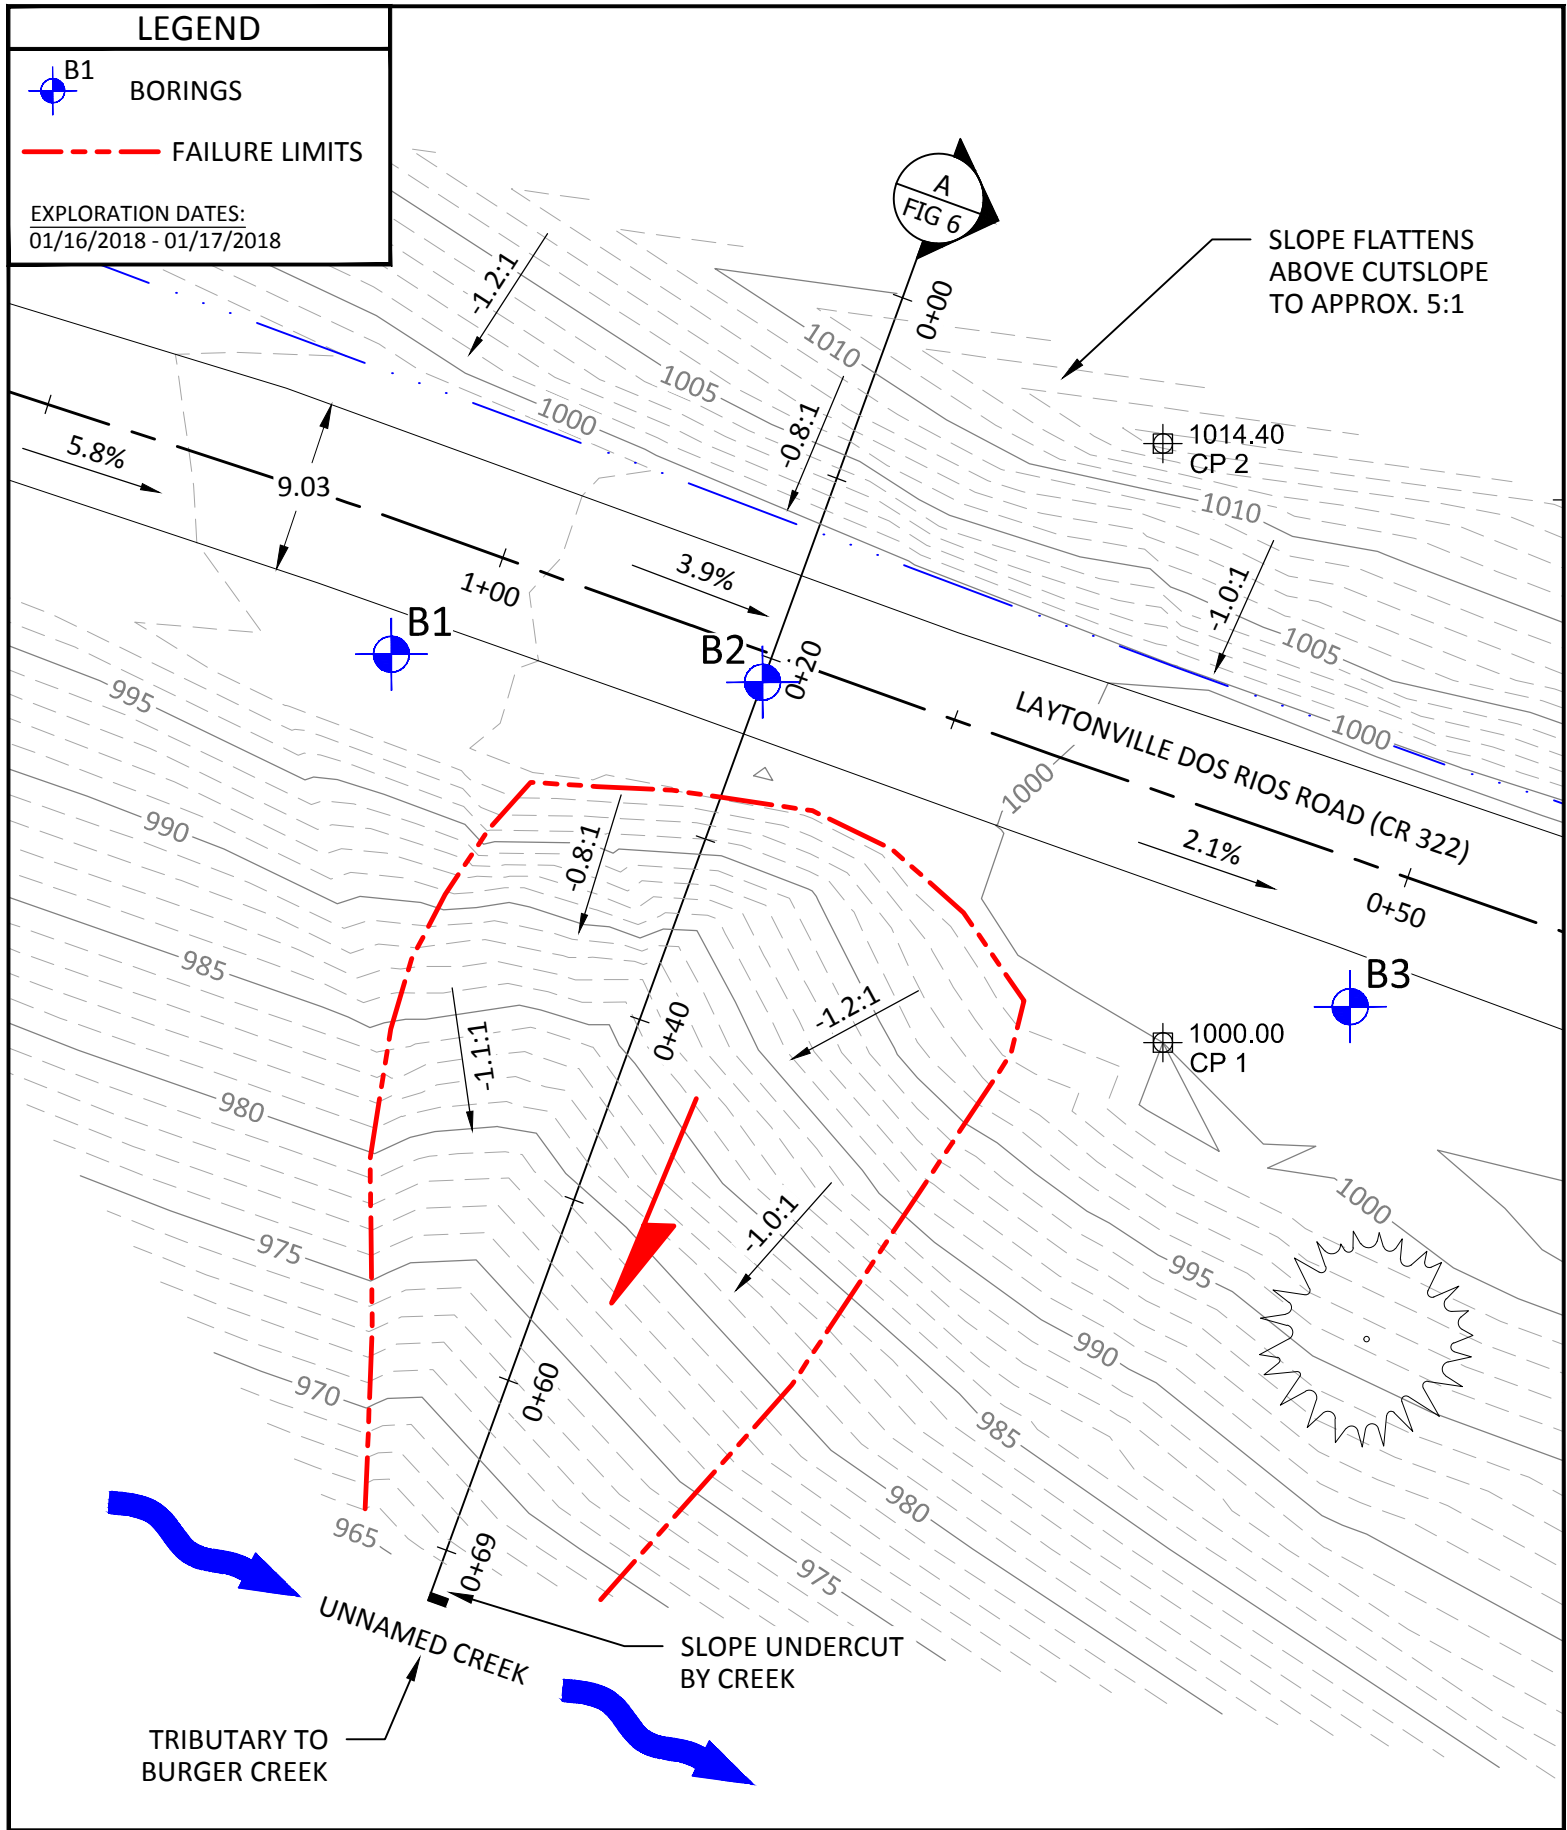 LEGEND
B1
BORINGS
FAILURE LIMITS
EXPLORATION DATES:
01/16/2018 - 01/17/2018
A
FIG 6
SLOPE FLATTENS
ABOVE CUTSLOPE
TO APPROX. 5:1
-1.2:1
0+00
1010
1005
1000
-0.8:1
1014.40
CP 2
1010
5.8%
9.03
3.9%
1+00
-1.0:1
B1
B2
0+20
1005
1000
995
LAYTONVILLE DOS RIOS ROAD (CR 322)
1000
990
-0.8:1
2.1%
0+50
985
B3
-1.2:1
0+40
1000.00
CP 1
-1.1:1
980
1000
975
-1.0:1
995
970
0+60
990
985
980
965
0+69
975
UNNAMED CREEK
SLOPE UNDERCUT
BY CREEK
TRIBUTARY TO
BURGER CREEK